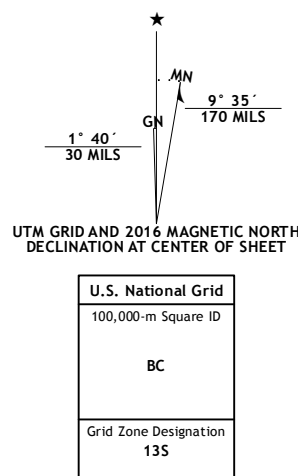 ★
MN
GN
9° 35´
170 MILS
1° 40´
30 MILS
UTM GRID AND 2016 MAGNETIC NORTH
DECLINATION AT CENTER OF SHEET
U.S. National Grid
100,000-m Square ID
BC
Grid Zone Designation
13S